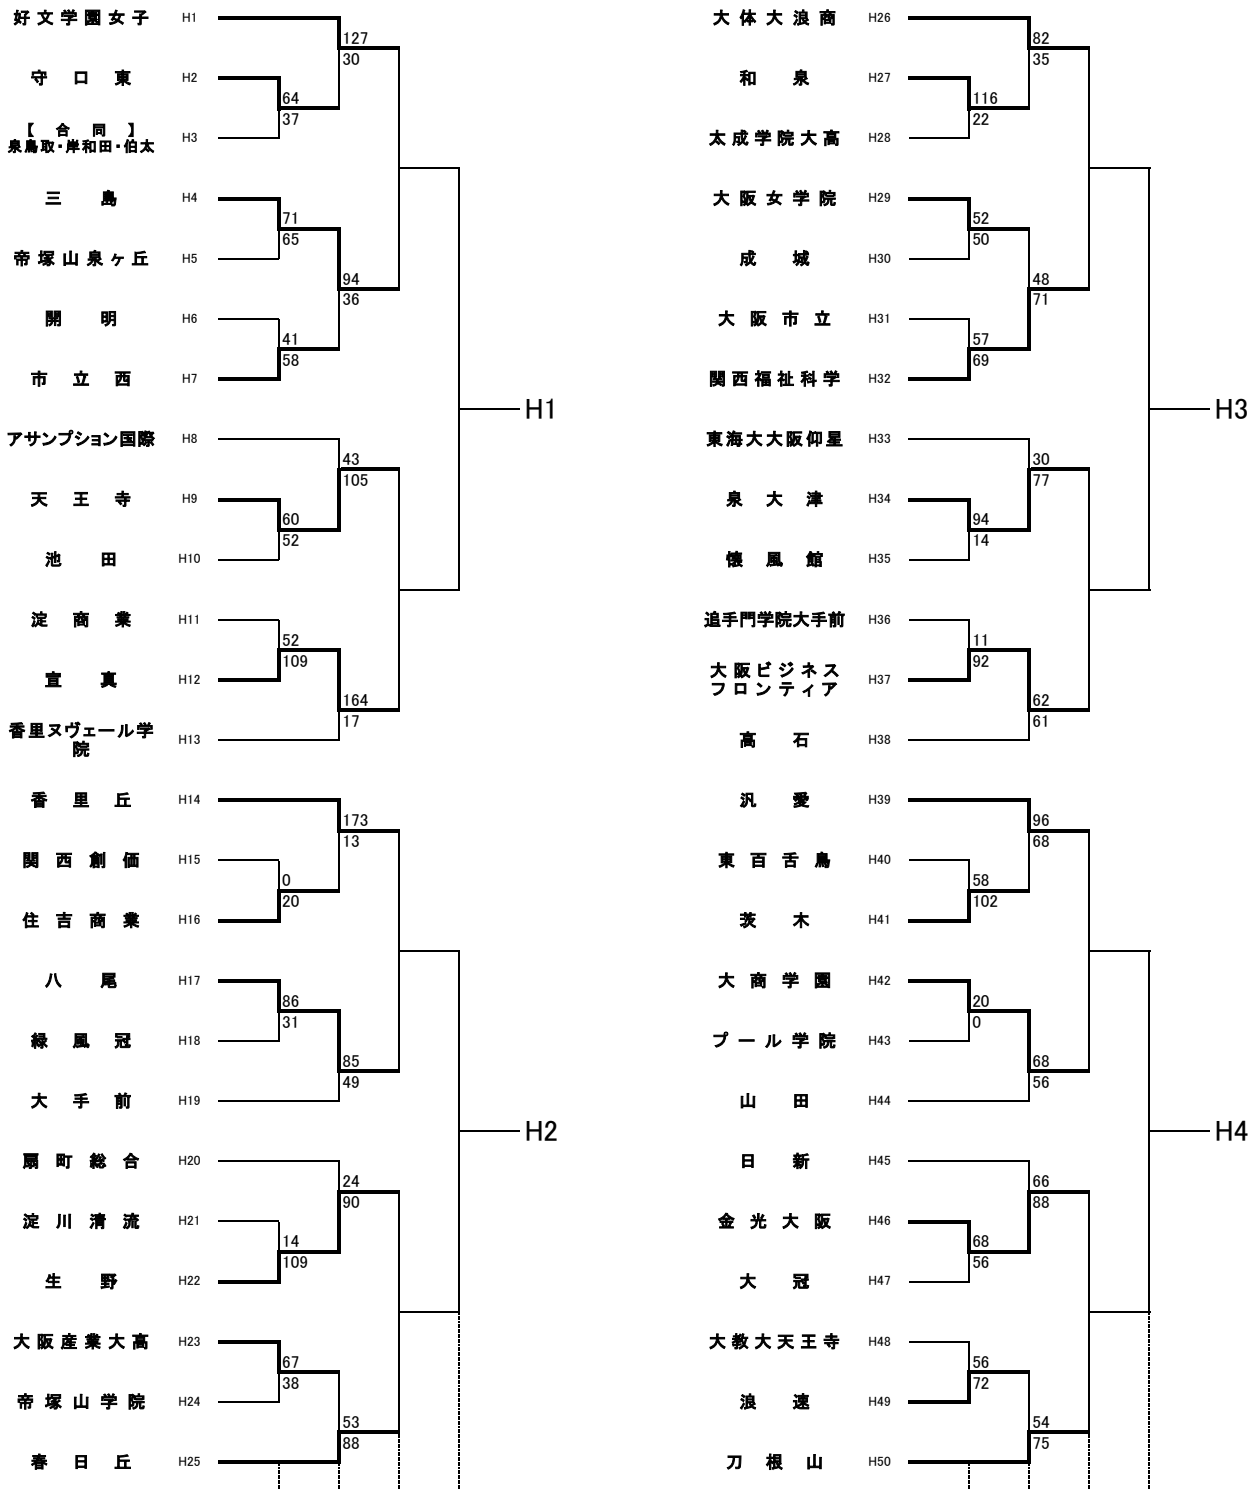 好文学園女子 H1
127
30
守口東 H2
64
37
【合同】
泉鳥取・岸和田・伯太 H3
三島 H4
71
65
帝塚山泉ヶ丘 H5
94
36
開明 H6
41
58
市立西 H7
H1
アサンプション国際 H8
43
105
天王寺 H9
60
52
池田 H10
淀商業 H11
52
109
宣真 H12
164
17
香里ヌヴェール学
院 H13
香里丘 H14
173
13
関西創価 H15
0
20
住吉商業 H16
八尾 H17
86
31
緑風冠 H18
85
49
大手前 H19
H2
扇町総合 H20
24
90
淀川清流 H21
14
109
生野 H22
大阪産業大高 H23
67
38
帝塚山学院 H24
53
88
春日丘 H25
大体大浪商 H26
82
35
和泉 H27
116
22
太成学院大高 H28
大阪女学院 H29
52
50
成城 H30
48
71
大阪市立 H31
57
69
関西福祉科学 H32
H3
東海大大阪仰星 H33
30
77
泉大津 H34
94
14
懐風館 H35
追手門学院大手前 H36
11
92
大阪ビジネス
フロンティア H37
62
61
高石 H38
汎愛 H39
96
68
東百舌鳥 H40
58
102
茨木 H41
大商学園 H42
20
0
プール学院 H43
68
56
山田 H44
H4
日新 H45
66
88
金光大阪 H46
68
56
大冠 H47
大教大天王寺 H48
56
72
浪速 H49
54
75
刀根山 H50